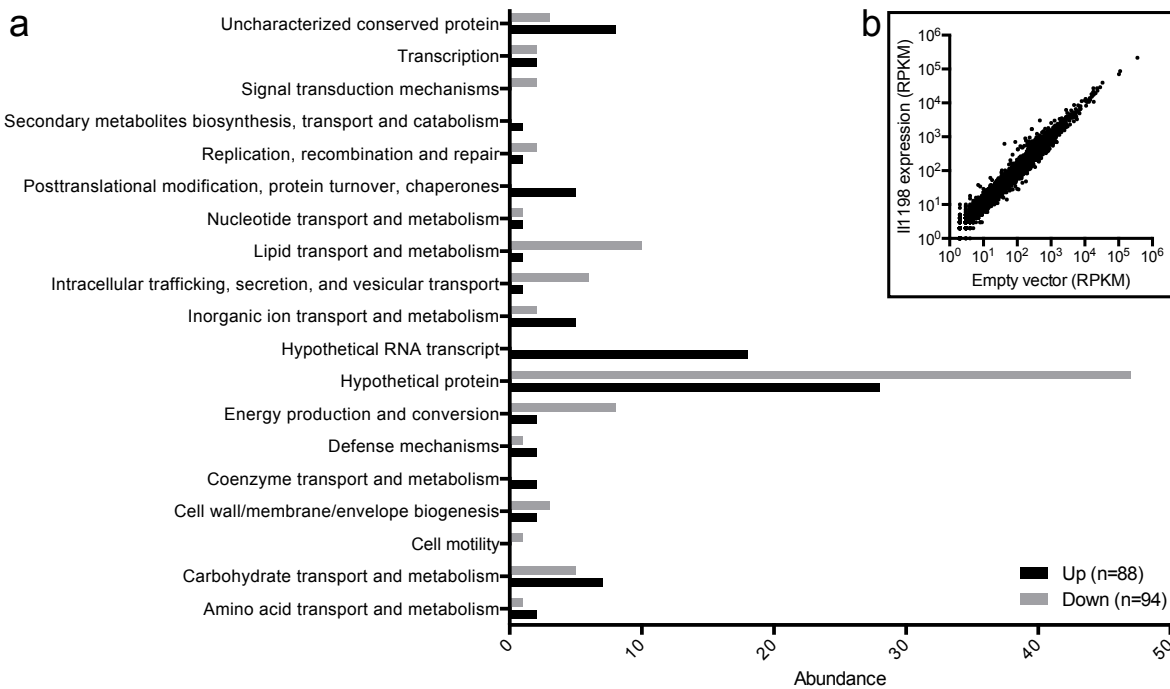 a
Uncharacterized conserved protein
Transcription
Signal transduction mechanisms
Secondary metabolites biosynthesis, transport and catabolism
Replication, recombination and repair
Posttranslational modification, protein turnover, chaperones
Nucleotide transport and metabolism
Lipid transport and metabolism
Intracellular trafficking, secretion, and vesicular transport
Inorganic ion transport and metabolism
Hypothetical RNA transcript
Hypothetical protein
Energy production and conversion
Defense mechanisms
Coenzyme transport and metabolism
Cell wall/membrane/envelope biogenesis
Cell motility
Carbohydrate transport and metabolism
Amino acid transport and metabolism
0 10 20 30 40 50
Abundance
Up (n=88)
Down (n=94)
b
Il1198 expression (RPKM)
10⁶
10⁵
10⁴
10³
10²
10¹
10⁰
10⁰ 10¹ 10² 10³ 10⁴ 10⁵ 10⁶
Empty vector (RPKM)